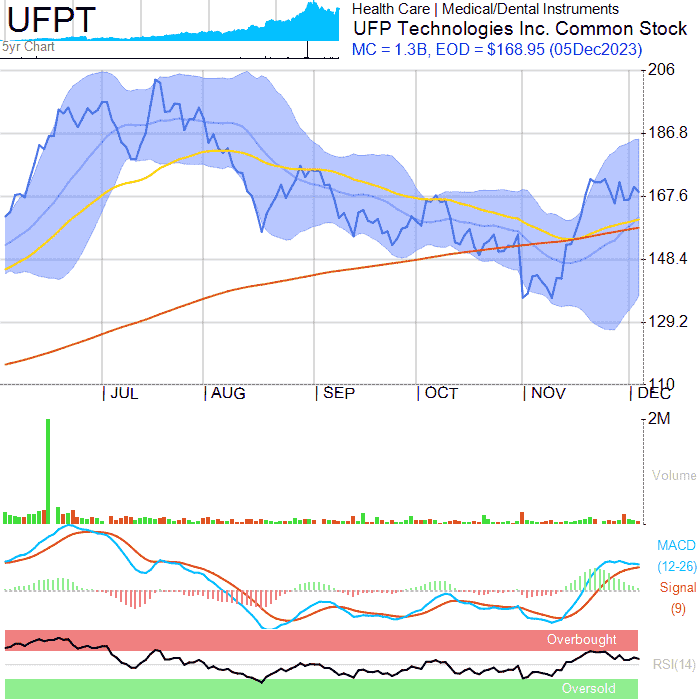 UFPT
5yr Chart
Health Care | Medical/Dental Instruments
UFP Technologies Inc. Common Stock
MC = 1.3B, EOD = $168.95 (05Dec2023)
206
186.8
167.6
148.4
129.2
110
JUL
AUG
SEP
OCT
NOV
DEC
2M
Volume
MACD
(12-26)
Signal
(9)
Overbought
RSI(14)
Oversold